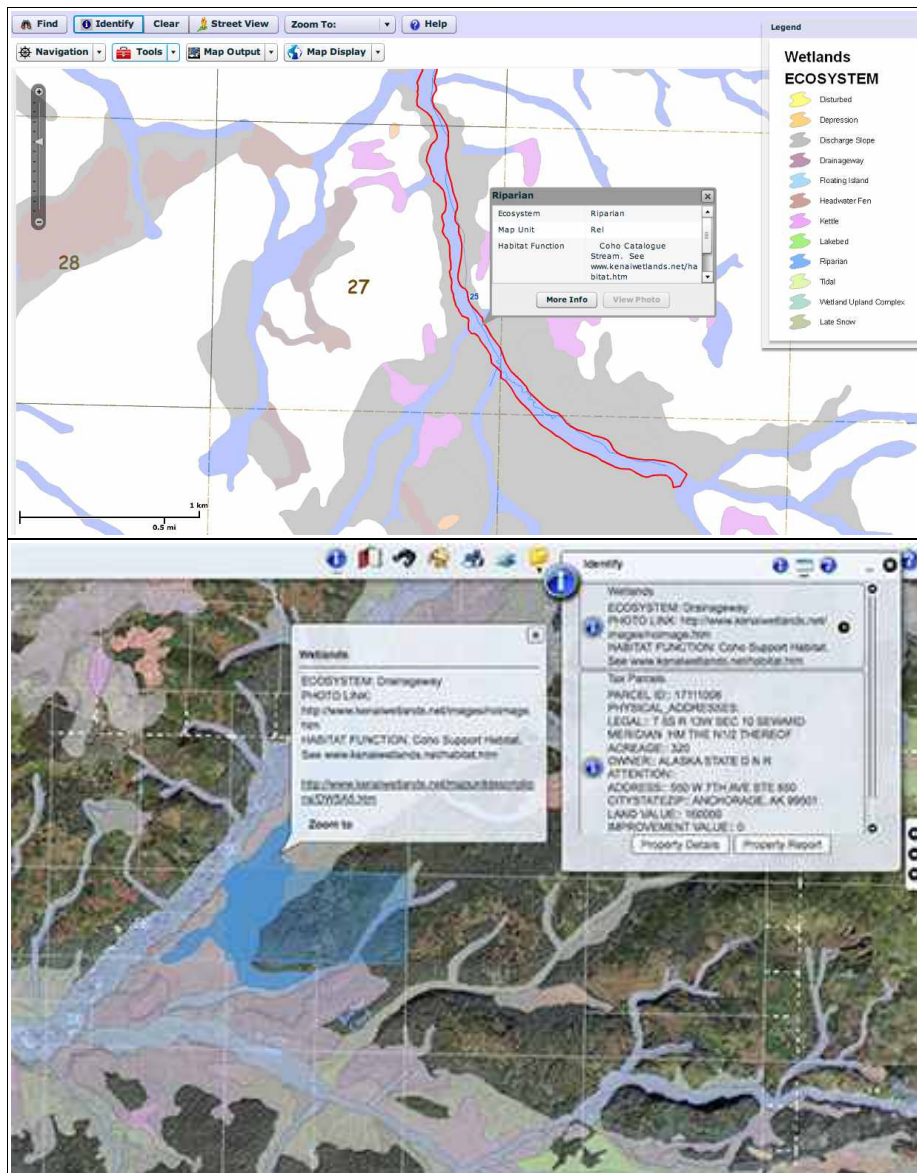 Find Identify Clear Street View Zoom To: Help
Navigation Tools Map Output Map Display
Legend
Wetlands
ECOSYSTEM
Disturbed
Depression
Discharge Slope
Drainageway
Floating Island
Headwater Fen
Kettle
Lakebed
Riparian
Tidal
Wetland Upland Complex
Late Snow
Riparian
Ecosystem Riparian
Map Unit Rel
Habitat Function Coho Catalogue
Stream. See
www.kenaiwetlands.net/ha
bitat.htm
More Info View Photo
28
27
25
1 km
0.5 mi
Identify
Wetlands
ECOSYSTEM: Drainageway
PHOTO LINK: http://www.kenaiwetlands.net/
images/noimage.htm
HABITAT FUNCTION: Coho Support Habitat.
See www.kenaiwetlands.net/habitat.htm
Tax Parcels
PARCEL ID:: 17111006
PHYSICAL_ADDRESSES:
LEGAL:: T 5S R 13W SEC 10 SEWARD
MERIDIAN HM THE N1/2 THEREOF
ACREAGE:: 320
OWNER:: ALASKA STATE D N R
ATTENTION::
ADDRESS:: 550 W 7TH AVE STE 650
CITYSTATEZIP:: ANCHORAGE, AK 99501
LAND VALUE:: 160000
IMPROVEMENT VALUE:: 0
Property Details Property Report
Wetlands
ECOSYSTEM: Drainageway
PHOTO LINK:
http://www.kenaiwetlands.net/images/noimage.
htm
HABITAT FUNCTION: Coho Support Habitat.
See www.kenaiwetlands.net/habitat.htm
Zoom to